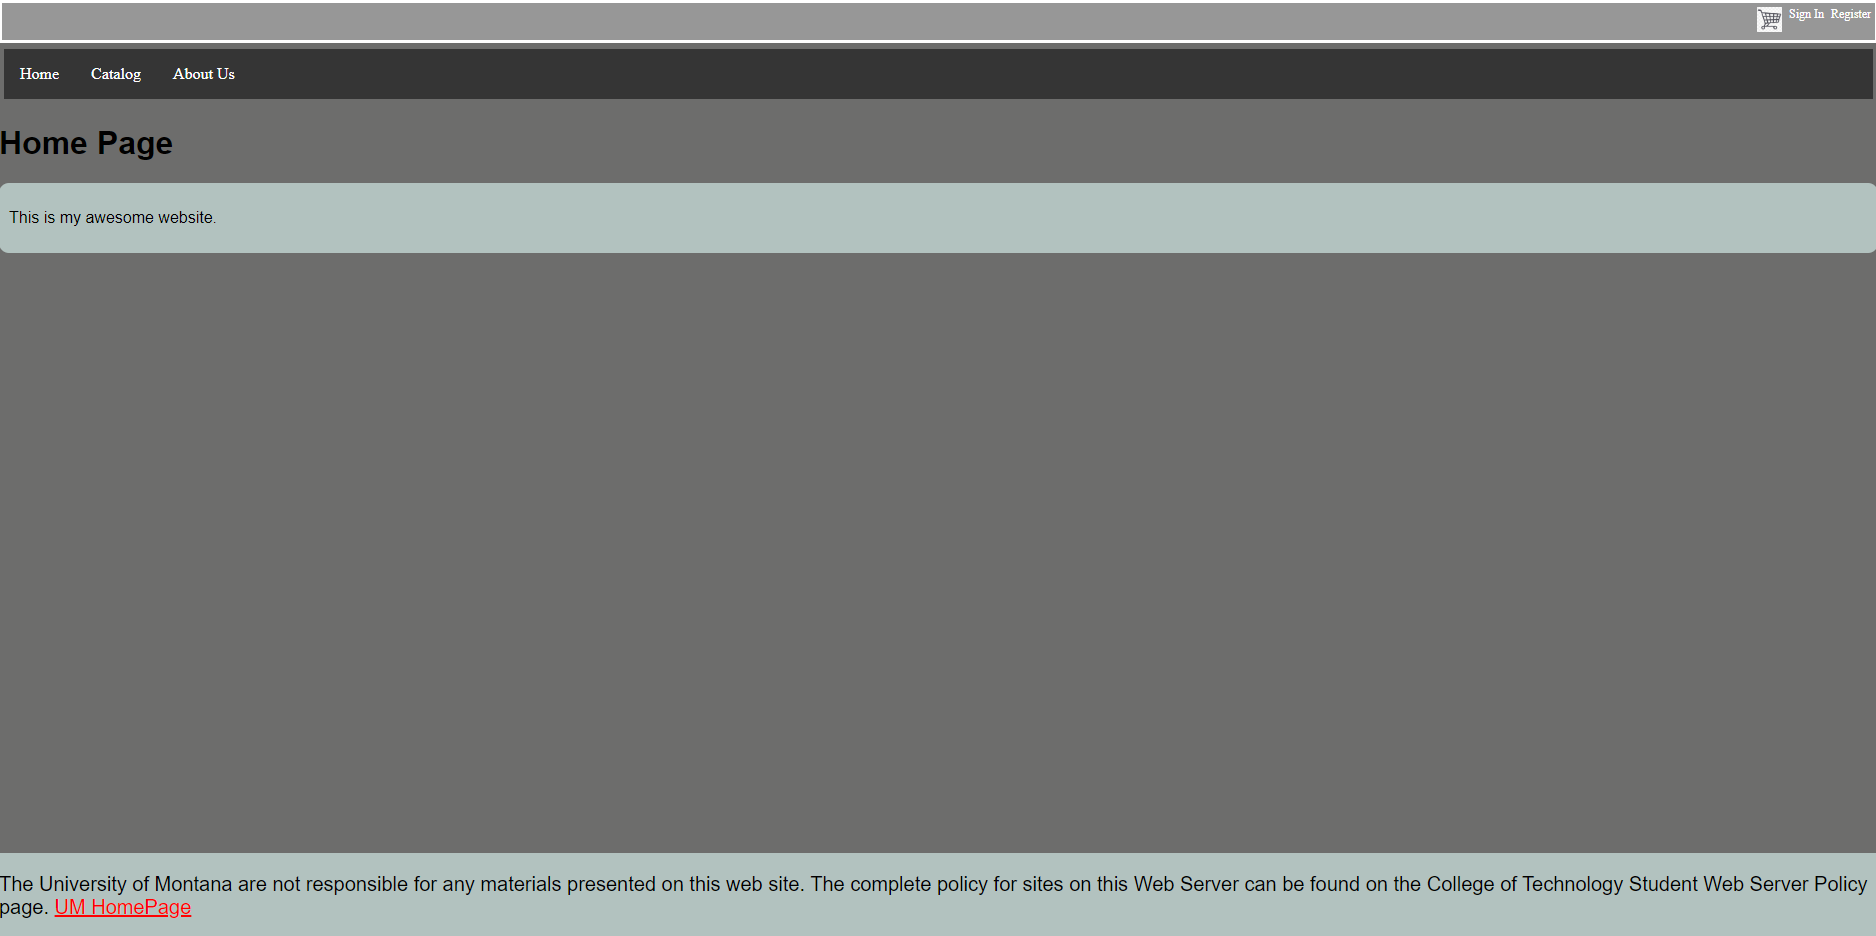 Sign In Register
Home Catalog About Us
Home Page
This is my awesome website.
The University of Montana are not responsible for any materials presented on this web site. The complete policy for sites on this Web Server can be found on the College of Technology Student Web Server Policy
page. UM HomePage